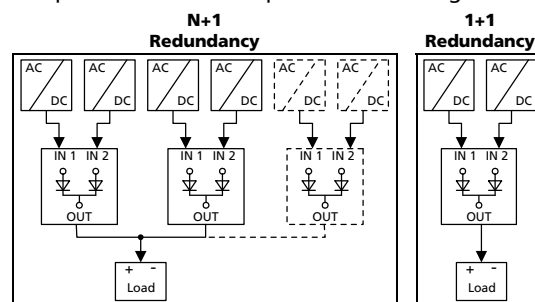 N+1
Redundancy
1+1
Redundancy
AC AC AC AC AC AC
DC DC DC DC DC DC
IN 1 IN 2 IN 1 IN 2 IN 1 IN 2
OUT OUT OUT
+ -
Load
AC AC
DC DC
IN 1 IN 2
OUT
+ -
Load